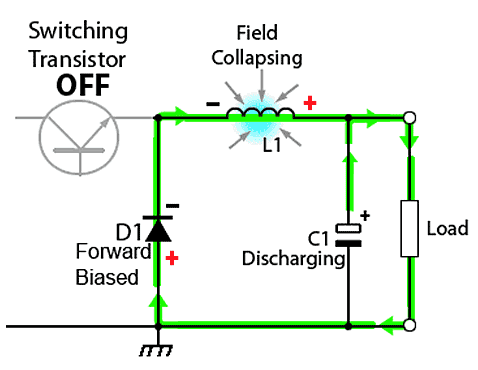 Switching
Transistor
OFF
Field
Collapsing
- +
L1
-
D1
Forward
Biased
+
+
C1
Discharging
Load